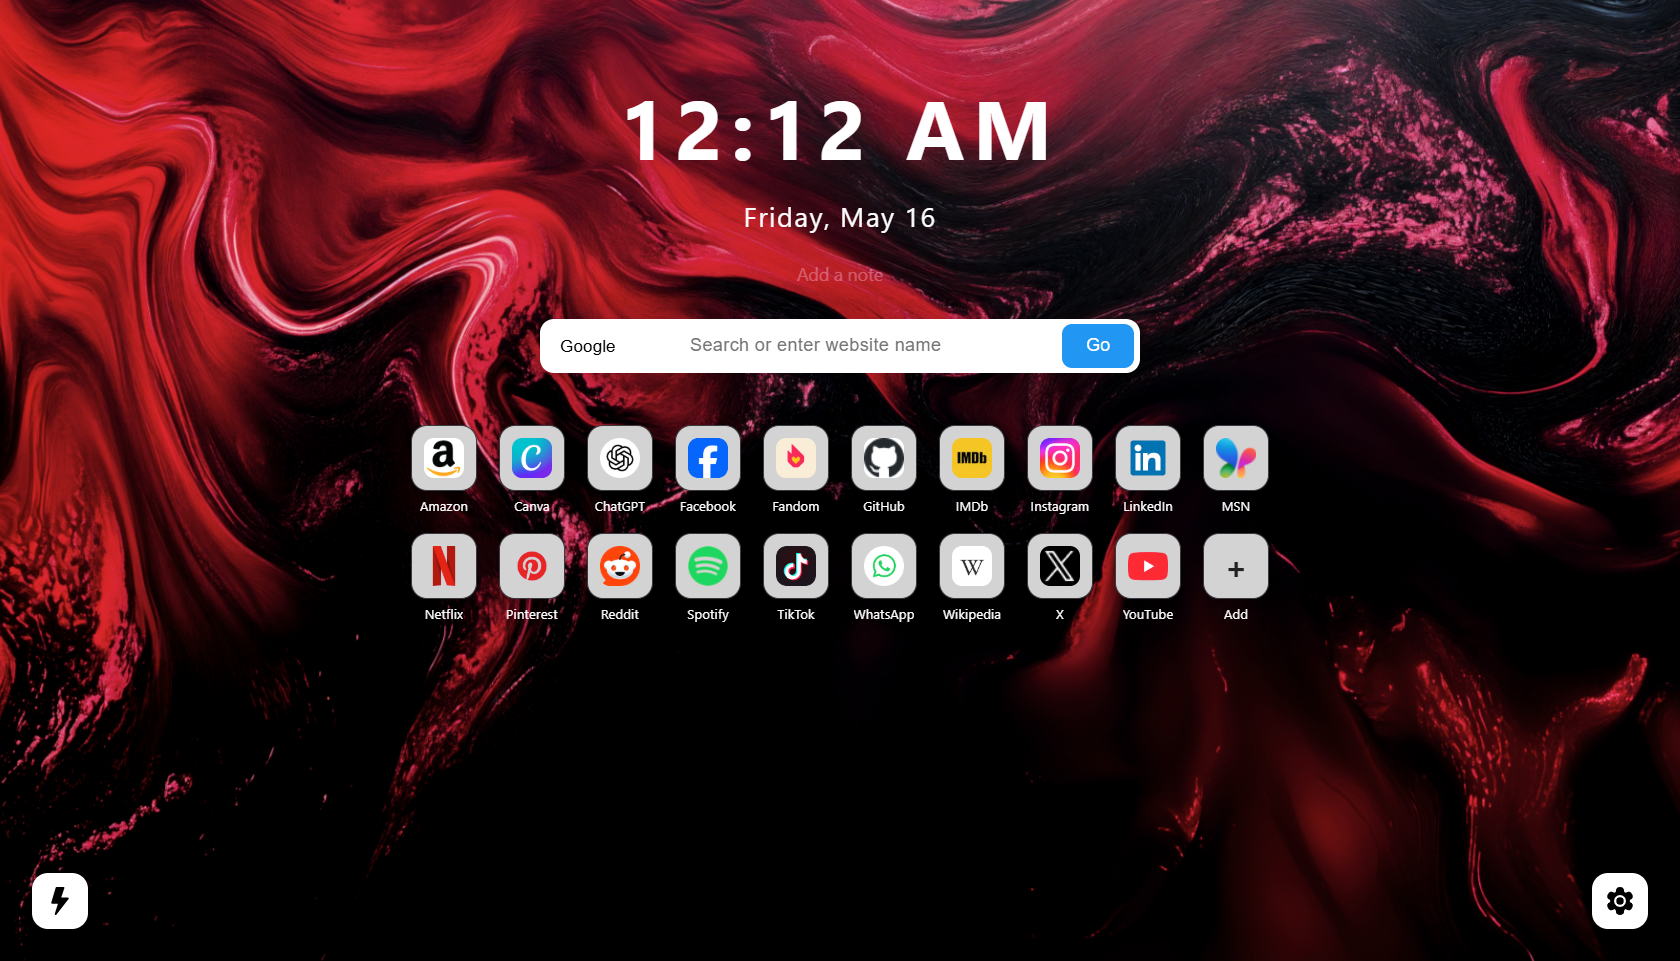 12:12 AM
Friday, May 16
Add a note
Google Search or enter website name Go
IMDb
Amazon Canva ChatGPT Facebook Fandom GitHub IMDb Instagram LinkedIn MSN
Netflix Pinterest Reddit Spotify TikTok WhatsApp Wikipedia X YouTube Add